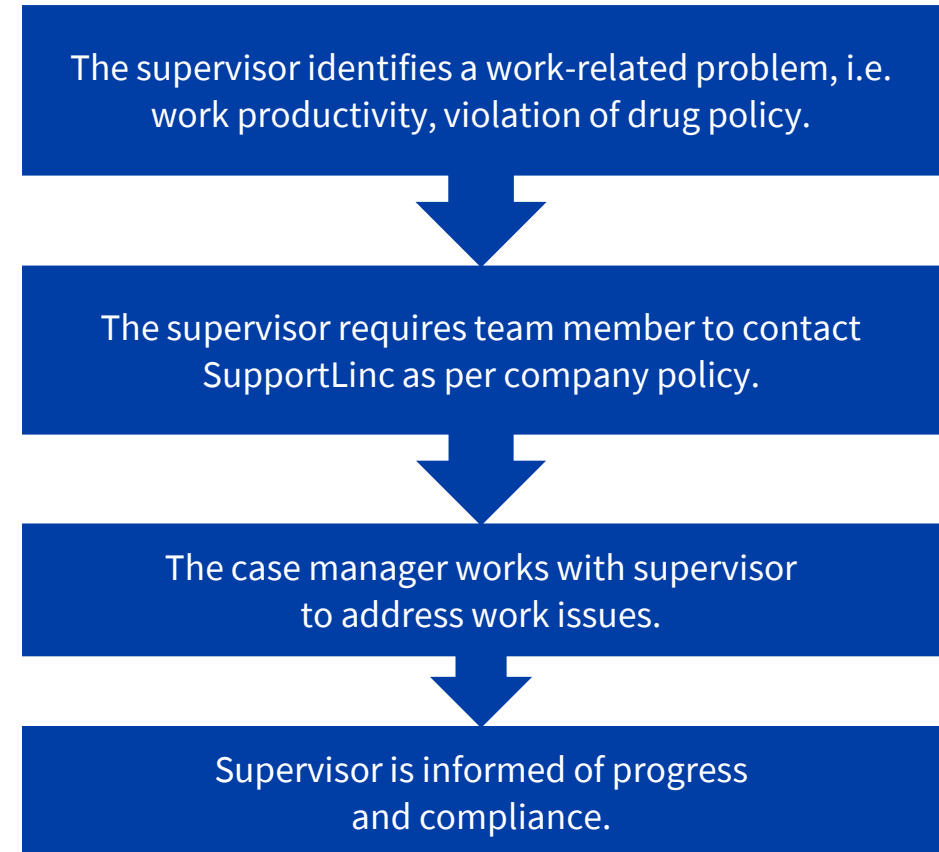 The supervisor identifies a work-related problem, i.e.
work productivity, violation of drug policy.
The supervisor requires team member to contact
SupportLinc as per company policy.
The case manager works with supervisor
to address work issues.
Supervisor is informed of progress
and compliance.